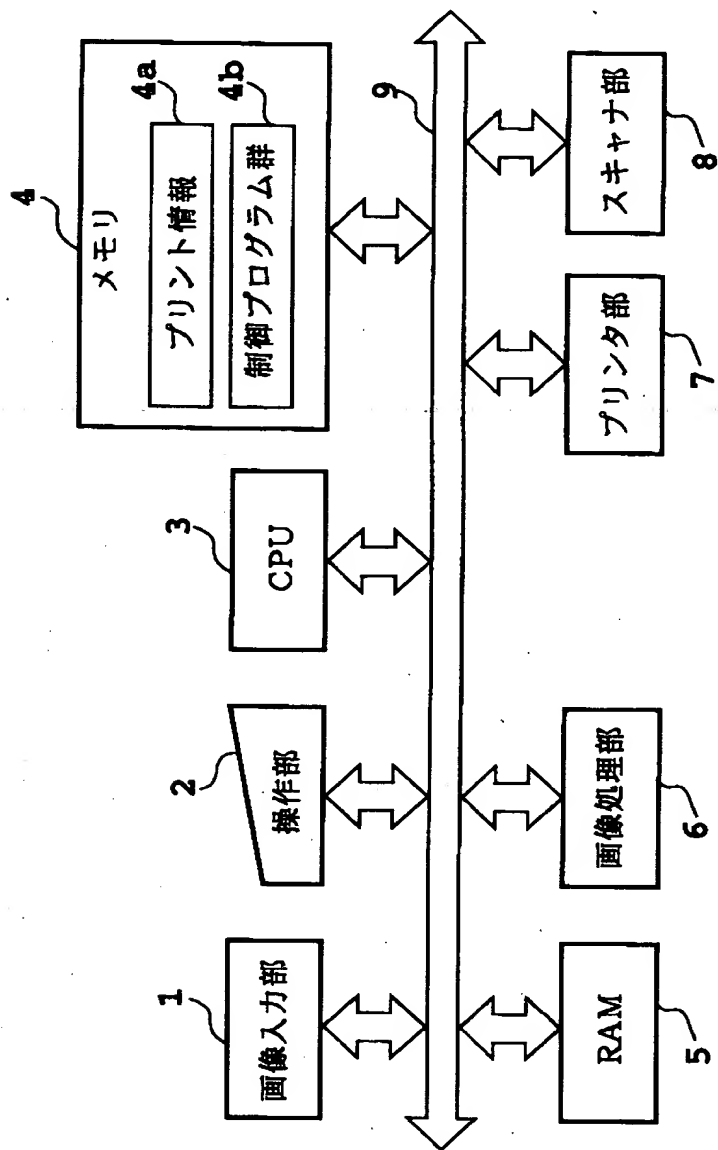 1
画像入力部
2
操作部
3
CPU
4
メモリ
4a
プリント情報
4b
制御プログラム群
9
5
RAM
6
画像処理部
7
プリンタ部
8
スキャナ部